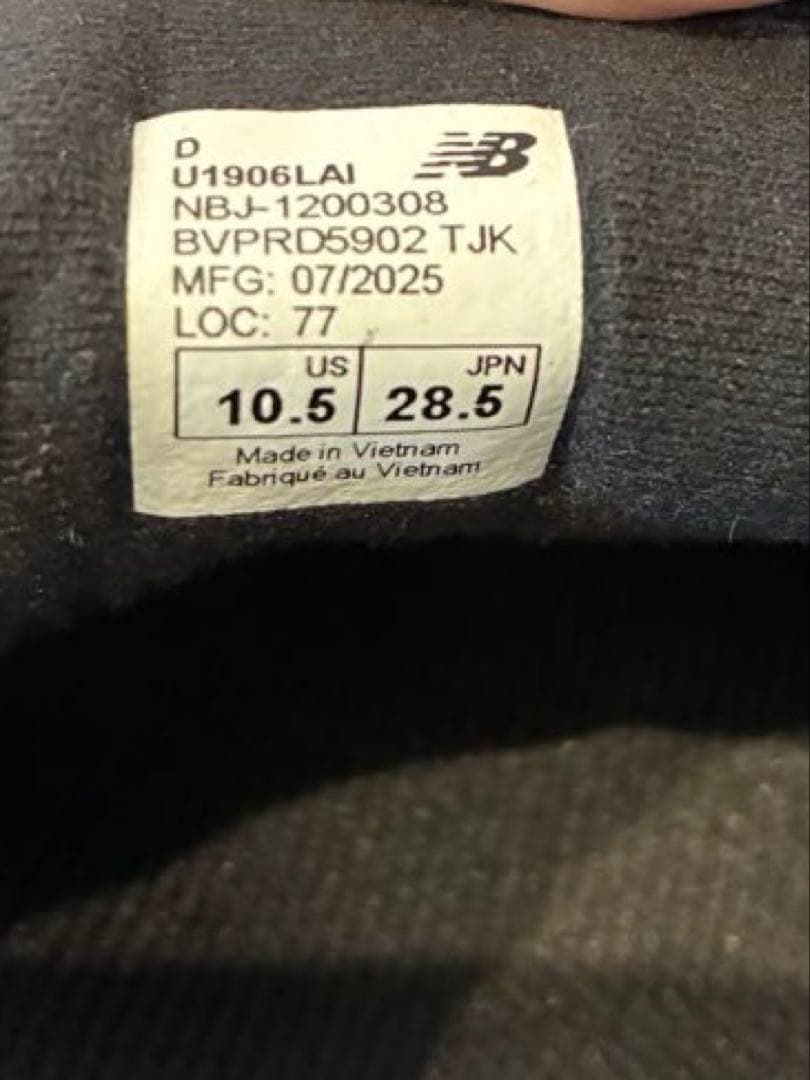 D
NB
U1906LAI
NBJ-1200308
BVPRD5902 TJK
MFG: 07/2025
LOC: 77
US JPN
10.5 28.5
Made in Vietnam
Fabriqué au Vietnam